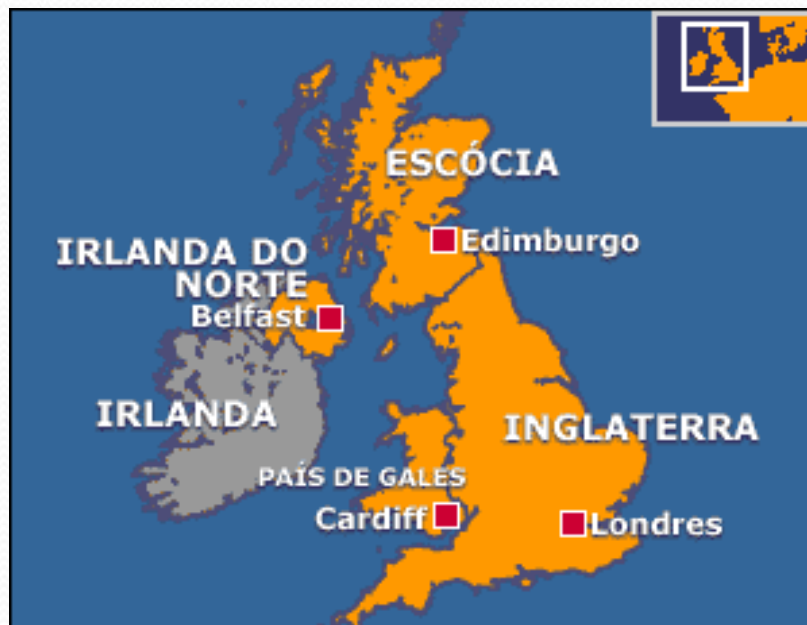 ESCÓCIA
Edimburgo
IRLANDA DO
NORTE
Belfast
IRLANDA
INGLATERRA
PAÍS DE GALES
Cardiff
Londres